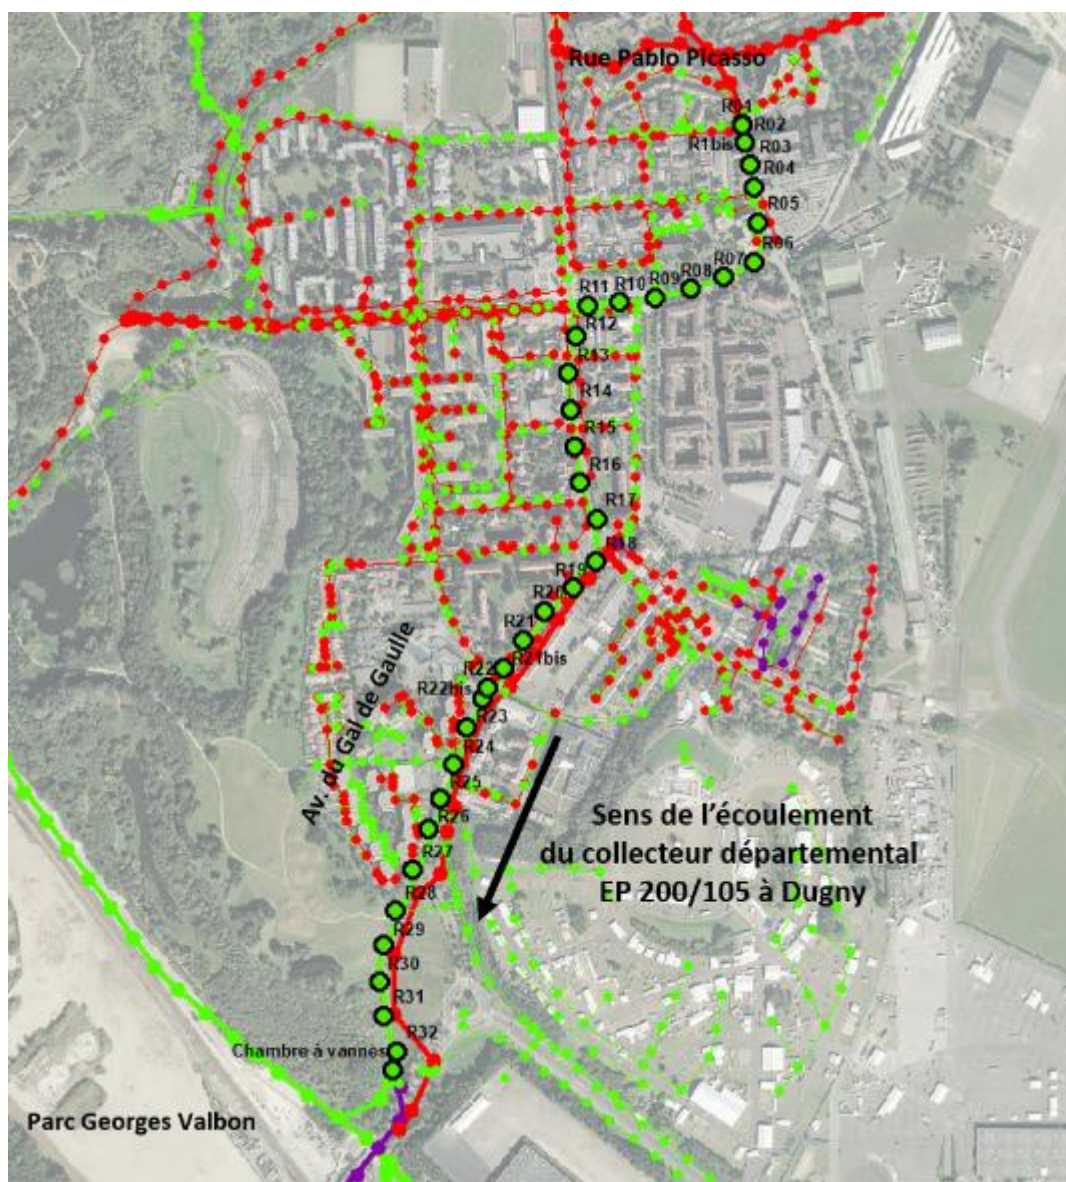 Rue Pablo Picasso
R01
R02
R1bis
R03
R04
R05
R06
R07
R08
R09
R10
R11
R12
R13
R14
R15
R16
R17
R18
R19
R20
R21
R21bis
R22
R22bis
R23
R24
R25
R26
R27
R28
R29
R30
R31
R32
Chambre à vannes
Av. du Gal de Gaulle
Sens de l’écoulement
du collecteur départemental
EP 200/105 à Dugny
Parc Georges Valbon